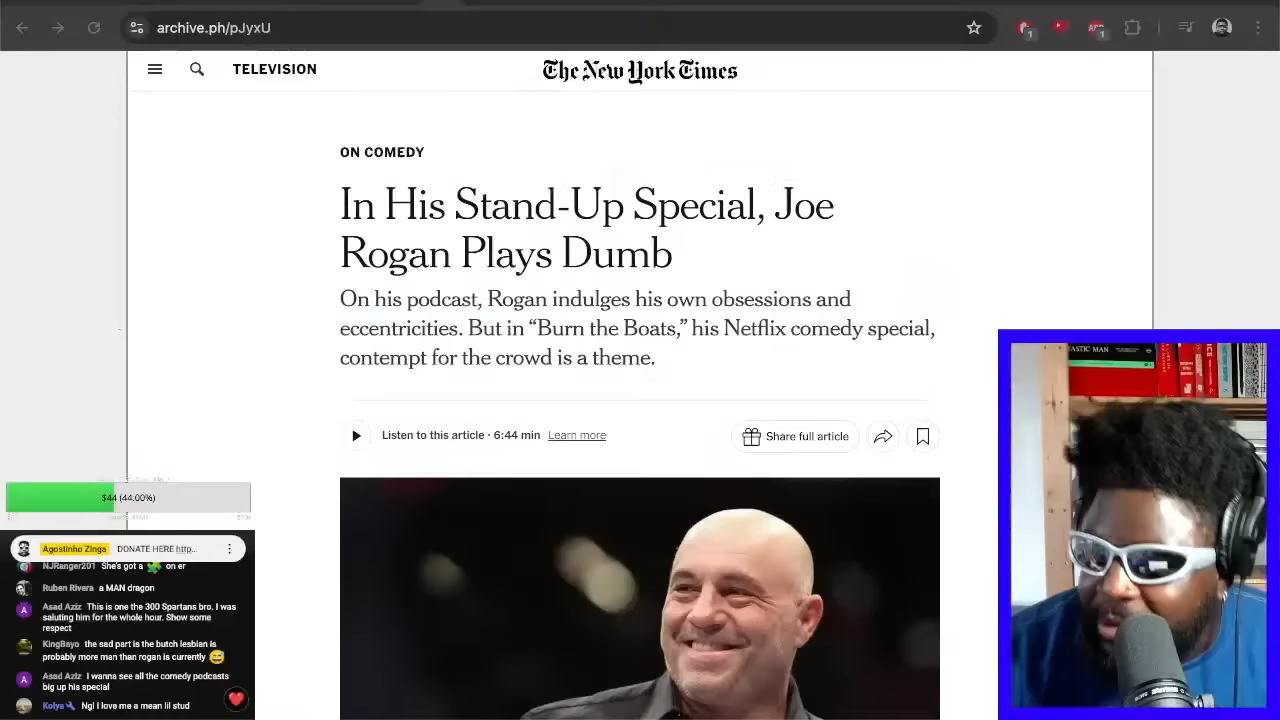 archive.ph/pJyxU
TELEVISION
The New York Times
ON COMEDY
In His Stand-Up Special, Joe
Rogan Plays Dumb
On his podcast, Rogan indulges his own obsessions and
eccentricities. But in “Burn the Boats,” his Netflix comedy special,
contempt for the crowd is a theme.
Listen to this article · 6:44 min Learn more
Share full article
$44 (44.00%)
Agostinho Zinga DONATE HERE http...
NJRanger201 She's got a on er
Ruben Rivera a MAN dragon
Asad Aziz This is one the 300 Spartans bro. I was
saluting him for the whole hour. Show some
respect
KingBayo the sad part is the butch lesbian is
probably more man than rogan is currently
Asad Aziz I wanna see all the comedy podcasts
big up his special
Kolya Ngl I love me a mean lil stud
TASTIC MAN